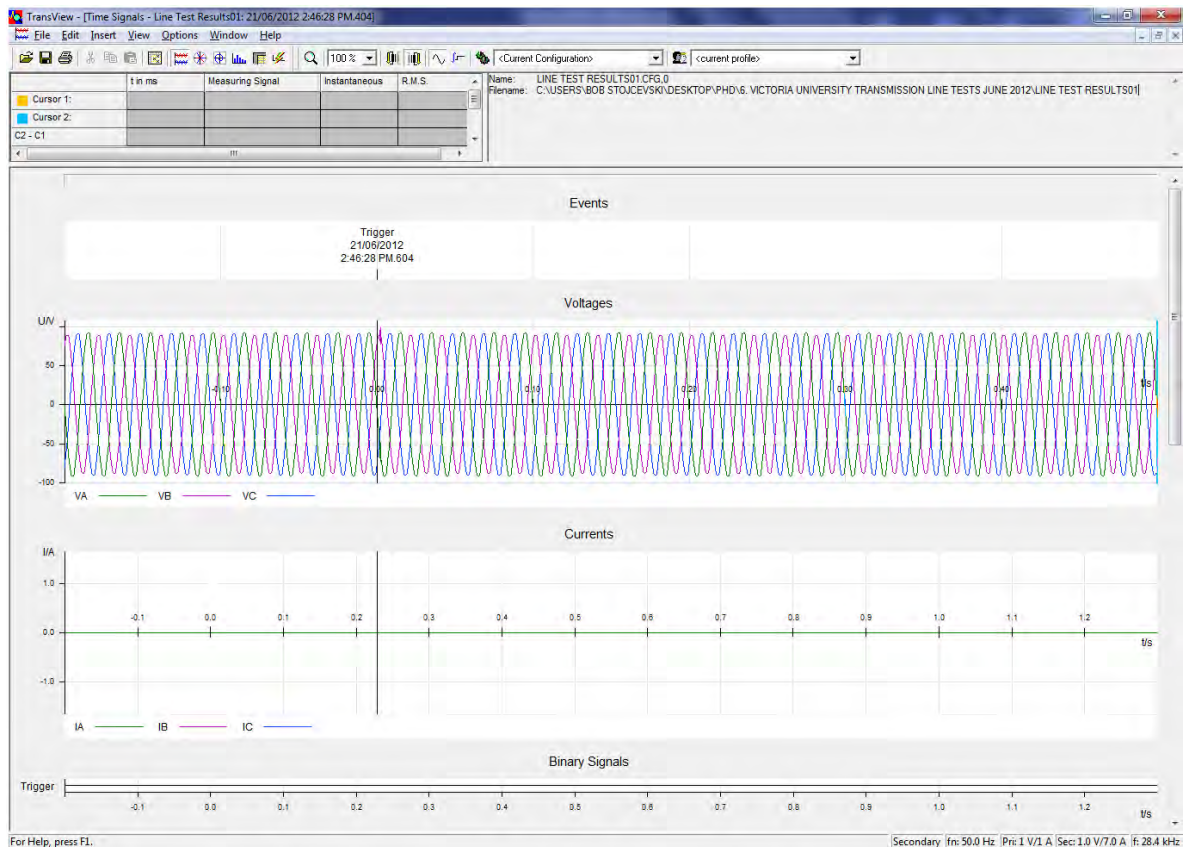 TransView - [Time Signals - Line Test Results01: 21/06/2012 2:46:28 PM.404]
File Edit Insert View Options Window Help
100 % <Current Configuration> <current profile>
t in ms Measuring Signal Instantaneous R.M.S.
Cursor 1:
Cursor 2:
C2 - C1
Name: LINE TEST RESULTS01.CFG,0
Filename: C:\USERS\BOB STOJCEVSKI\DESKTOP\PHD\6. VICTORIA UNIVERSITY TRANSMISSION LINE TESTS JUNE 2012\LINE TEST RESULTS01
Events
Trigger
21/06/2012
2:46:28 PM.604
Voltages
U/V
50
-0.10 0.00 0.10 0.20 0.30 0.40 t/s
0
-50
-100
VA VB VC
Currents
I/A
1.0
-0.1 0.0 0.1 0.2 0.3 0.4 0.5 0.6 0.7 0.8 0.9 1.0 1.1 1.2
0.0
t/s
-1.0
IA IB IC
Binary Signals
Trigger
-0.1 0.0 0.1 0.2 0.3 0.4 0.5 0.6 0.7 0.8 0.9 1.0 1.1 1.2
t/s
For Help, press F1.
Secondary fn: 50.0 Hz Pri: 1 V/1 A Sec: 1.0 V/7.0 A f: 28.4 kHz